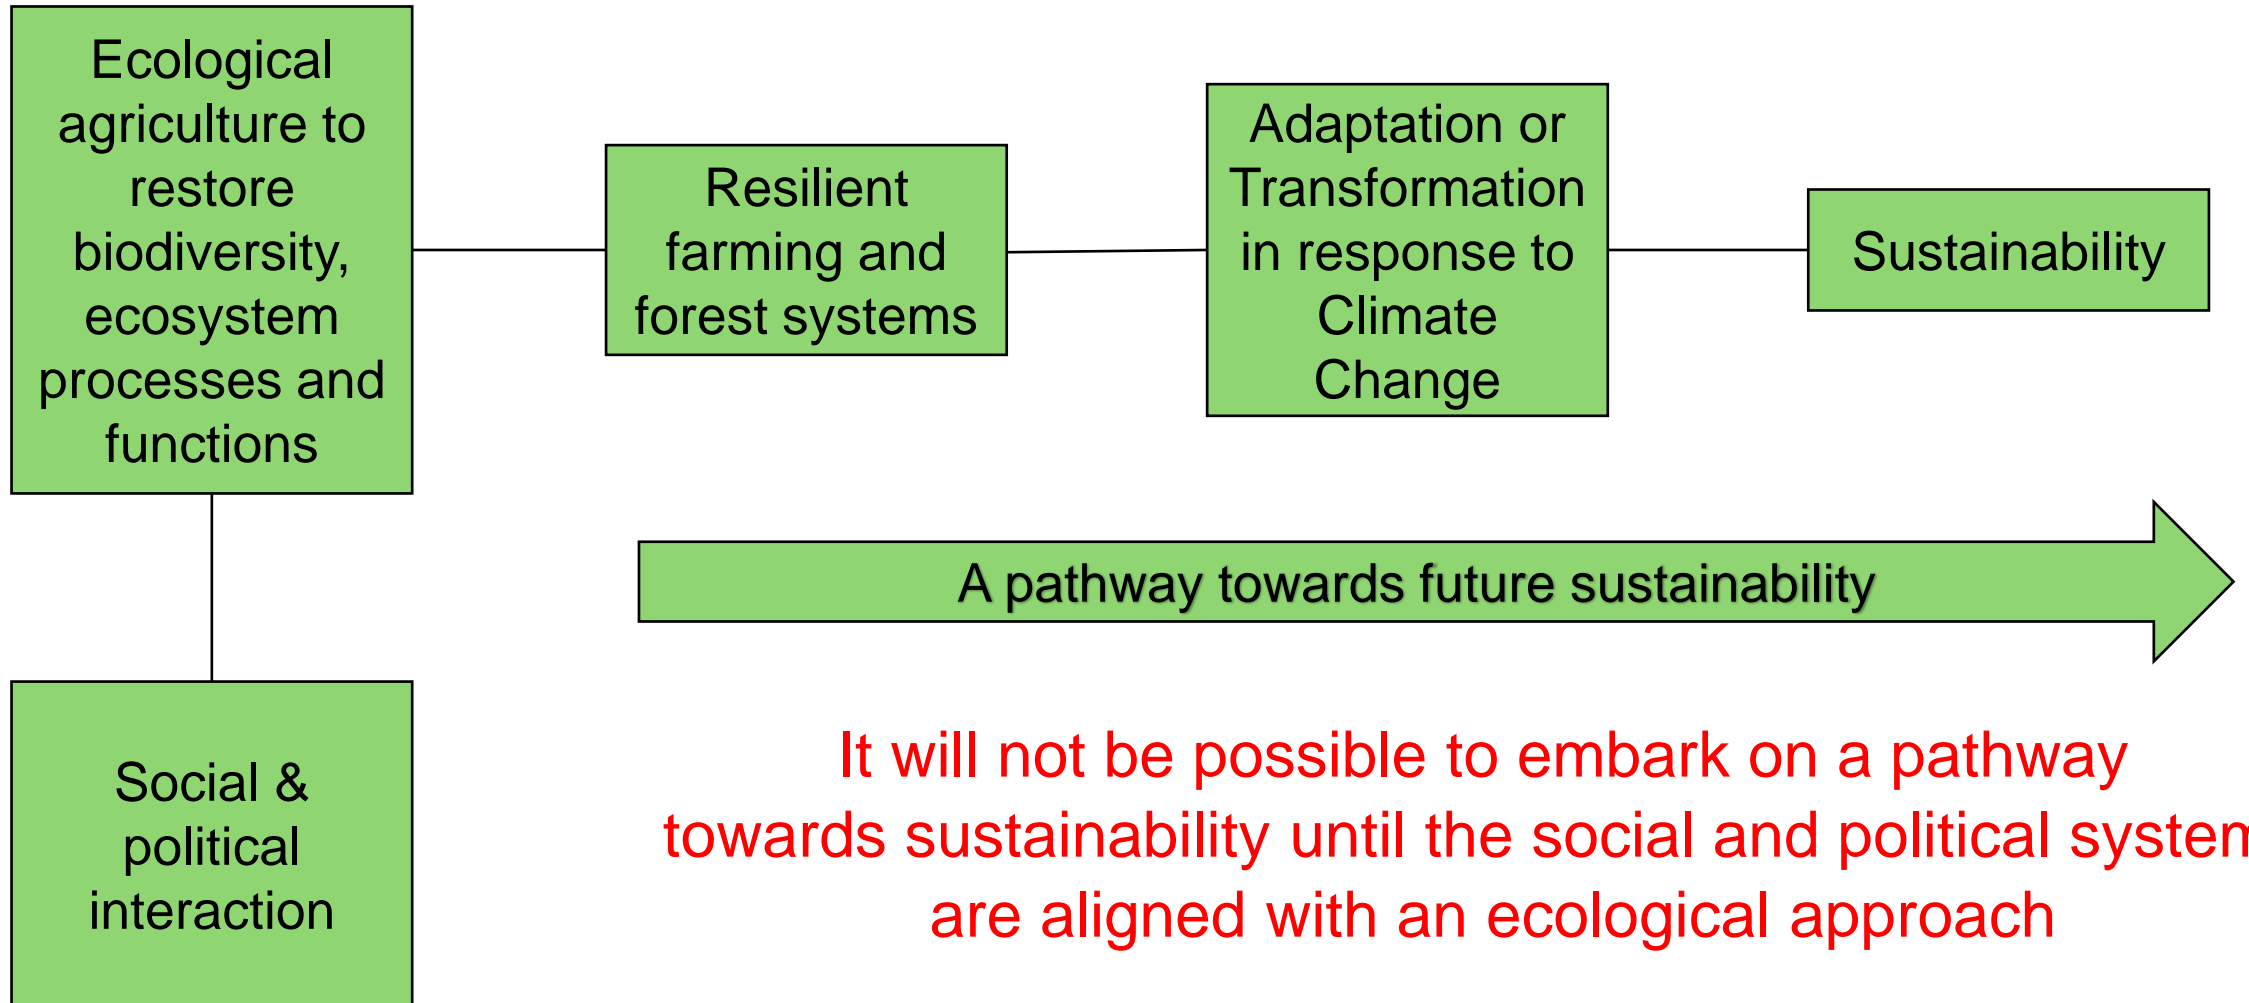 Ecological
agriculture to
restore
biodiversity,
ecosystem
processes and
functions
Resilient
farming and
forest systems
Adaptation or
Transformation
in response to
Climate
Change
Sustainability
A pathway towards future sustainability
Social &
political
interaction
It will not be possible to embark on a pathway
towards sustainability until the social and political system
are aligned with an ecological approach